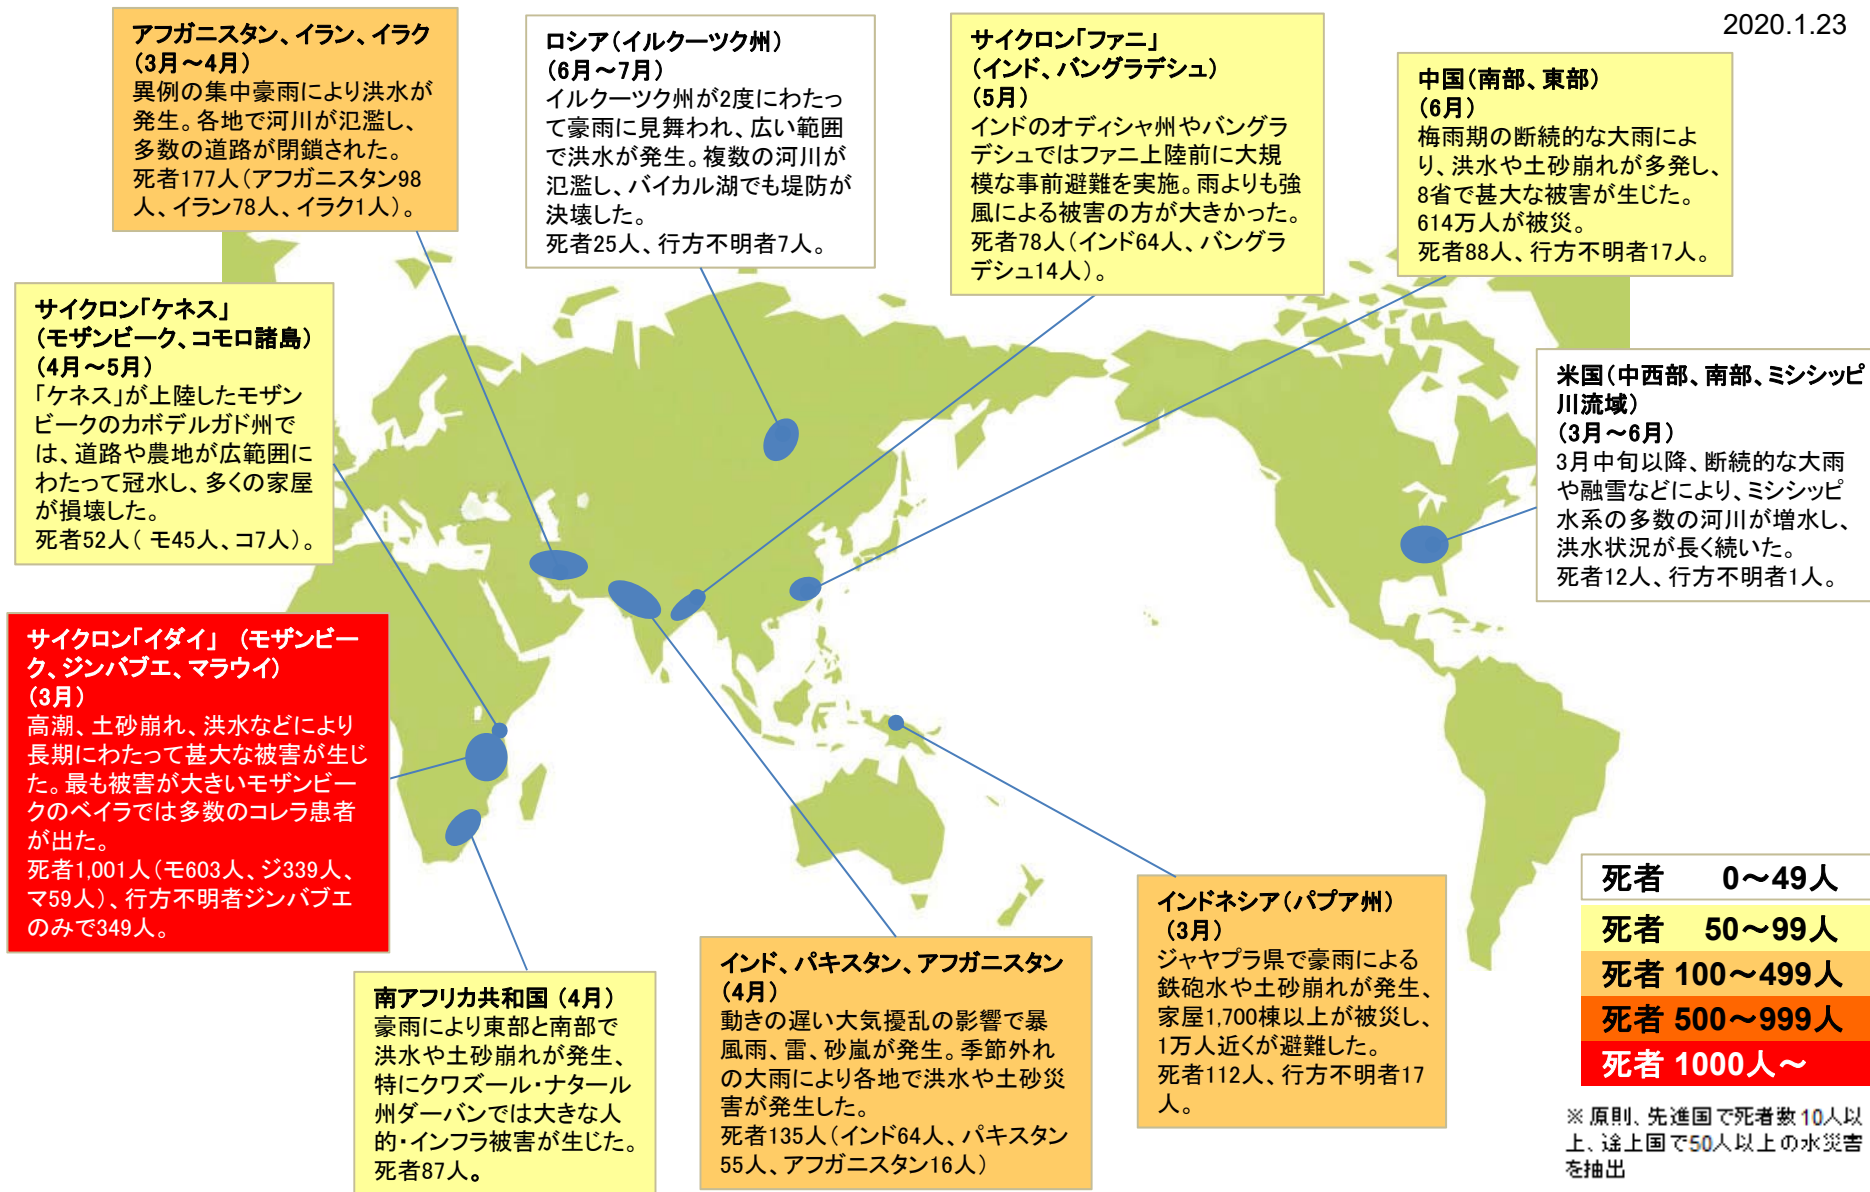 2020.1.23
アフガニスタン、イラン、イラク
(3月～4月)
異例の集中豪雨により洪水が
発生。各地で河川が氾濫し、
多数の道路が閉鎖された。
死者177人(アフガニスタン98
人、イラン78人、イラク1人)。
ロシア(イルクーツク州)
(6月～7月)
イルクーツク州が2度にわたっ
て豪雨に見舞われ、広い範囲
で洪水が発生。複数の河川が
氾濫し、バイカル湖でも堤防が
決壊した。
死者25人、行方不明者7人。
サイクロン「ファニ」
(インド、バングラデシュ)
(5月)
インドのオディシャ州やバングラ
デシュではファニ上陸前に大規
模な事前避難を実施。雨よりも強
風による被害の方が大きかった。
死者78人(インド64人、バングラ
デシュ14人)。
中国(南部、東部)
(6月)
梅雨期の断続的な大雨によ
り、洪水や土砂崩れが多発し、
8省で甚大な被害が生じた。
614万人が被災。
死者88人、行方不明者17人。
サイクロン「ケネス」
(モザンビーク、コモロ諸島)
(4月～5月)
「ケネス」が上陸したモザン
ビークのカボデルガド州で
は、道路や農地が広範囲に
わたって冠水し、多くの家屋
が損壊した。
死者52人( モ45人、コ7人)。
米国(中西部、南部、ミシシッピ
川流域)
(3月～6月)
3月中旬以降、断続的な大雨
や融雪などにより、ミシシッピ
水系の多数の河川が増水し、
洪水状況が長く続いた。
死者12人、行方不明者1人。
サイクロン「イダイ」 (モザンビー
ク、ジンバブエ、マラウイ)
(3月)
高潮、土砂崩れ、洪水などにより
長期にわたって甚大な被害が生じ
た。最も被害が大きいモザンビー
クのベイラでは多数のコレラ患者
が出た。
死者1,001人(モ603人、ジ339人、
マ59人)、行方不明者ジンバブエ
のみで349人。
南アフリカ共和国 (4月)
豪雨により東部と南部で
洪水や土砂崩れが発生、
特にクワズール・ナタール
州ダーバンでは大きな人
的・インフラ被害が生じた。
死者87人。
インド、パキスタン、アフガニスタン
(4月)
動きの遅い大気擾乱の影響で暴
風雨、雷、砂嵐が発生。季節外れ
の大雨により各地で洪水や土砂災
害が発生した。
死者135人(インド64人、パキスタン
55人、アフガニスタン16人)
インドネシア(パプア州)
(3月)
ジャヤプラ県で豪雨による
鉄砲水や土砂崩れが発生、
家屋1,700棟以上が被災し、
1万人近くが避難した。
死者112人、行方不明者17
人。
死者 0～49人
死者 50～99人
死者 100～499人
死者 500～999人
死者 1000人～
※原則、先進国で死者数10人以
上、途上国で50人以上の水災害
を抽出